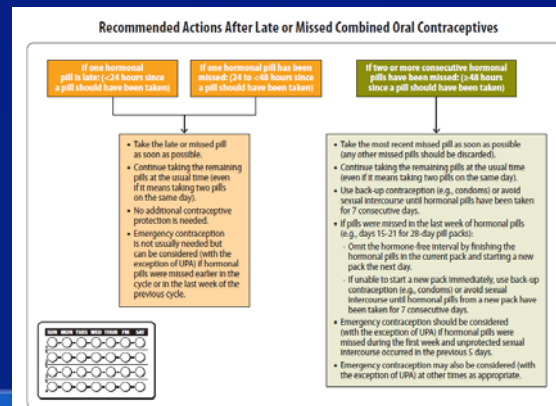 Recommended Actions After Late or Missed Combined Oral Contraceptives
If one hormonal
pill is late: (<24 hours since
a pill should have been taken)
If one hormonal pill has been
missed: (24 to <48 hours since
a pill should have been taken)
If two or more consecutive hormonal
pills have been missed: (≥48 hours
since a pill should have been taken)
• Take the late or missed pill
as soon as possible.
• Continue taking the remaining
pills at the usual time (even
if it means taking two pills
on the same day).
• No additional contraceptive
protection is needed.
• Emergency contraception
is not usually needed but
can be considered (with the
exception of UPA) if hormonal
pills were missed earlier in the
cycle or in the last week of the
previous cycle.
• Take the most recent missed pill as soon as possible
(any other missed pills should be discarded).
• Continue taking the remaining pills at the usual time
(even if it means taking two pills on the same day).
• Use back-up contraception (e.g., condoms) or avoid
sexual intercourse until hormonal pills have been taken
for 7 consecutive days.
• If pills were missed in the last week of hormonal pills
(e.g., days 15-21 for 28-day pill packs):
· Omit the hormone-free interval by finishing the
hormonal pills in the current pack and starting a new
pack the next day.
· If unable to start a new pack immediately, use back-up
contraception (e.g., condoms) or avoid sexual
intercourse until hormonal pills from a new pack have
been taken for 7 consecutive days.
• Emergency contraception should be considered
(with the exception of UPA) if hormonal pills were
missed during the first week and unprotected sexual
intercourse occurred in the previous 5 days.
• Emergency contraception may also be considered (with
the exception of UPA) at other times as appropriate.
SUN MON TUES WED THUR FRI SAT